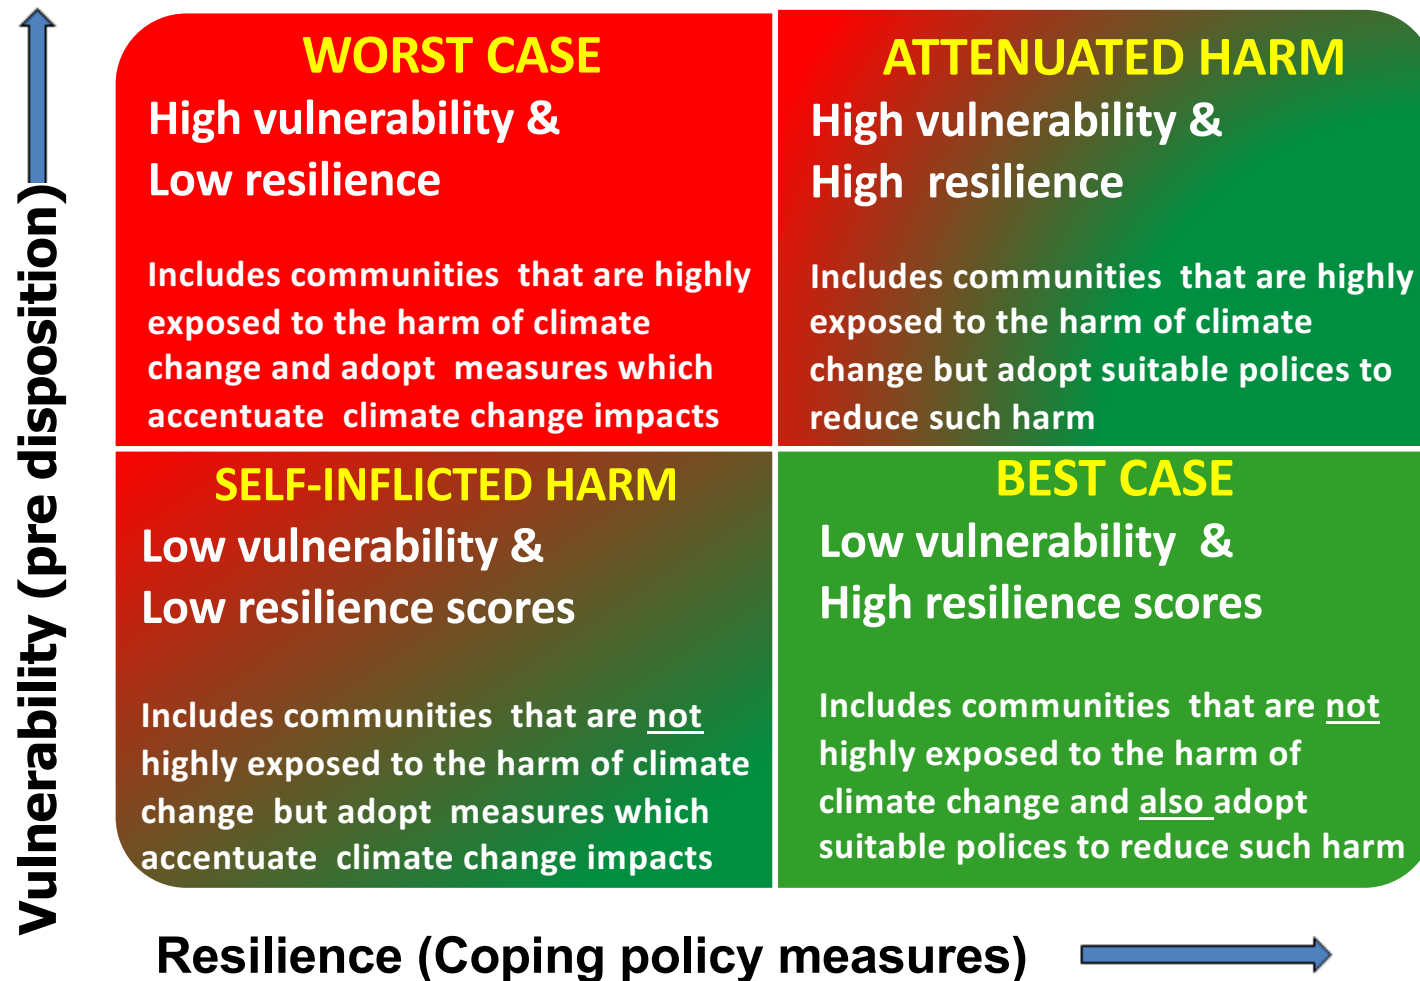 WORST CASE
High vulnerability &
Low resilience
Includes communities that are highly
exposed to the harm of climate
change and adopt measures which
accentuate climate change impacts
ATTENUATED HARM
High vulnerability &
High resilience
Includes communities that are highly
exposed to the harm of climate
change but adopt suitable polices to
reduce such harm
SELF-INFLICTED HARM
Low vulnerability &
Low resilience scores
Includes communities that are not
highly exposed to the harm of climate
change but adopt measures which
accentuate climate change impacts
BEST CASE
Low vulnerability &
High resilience scores
Includes communities that are not
highly exposed to the harm of
climate change and also adopt
suitable polices to reduce such harm
Vulnerability (pre disposition)
Resilience (Coping policy measures)